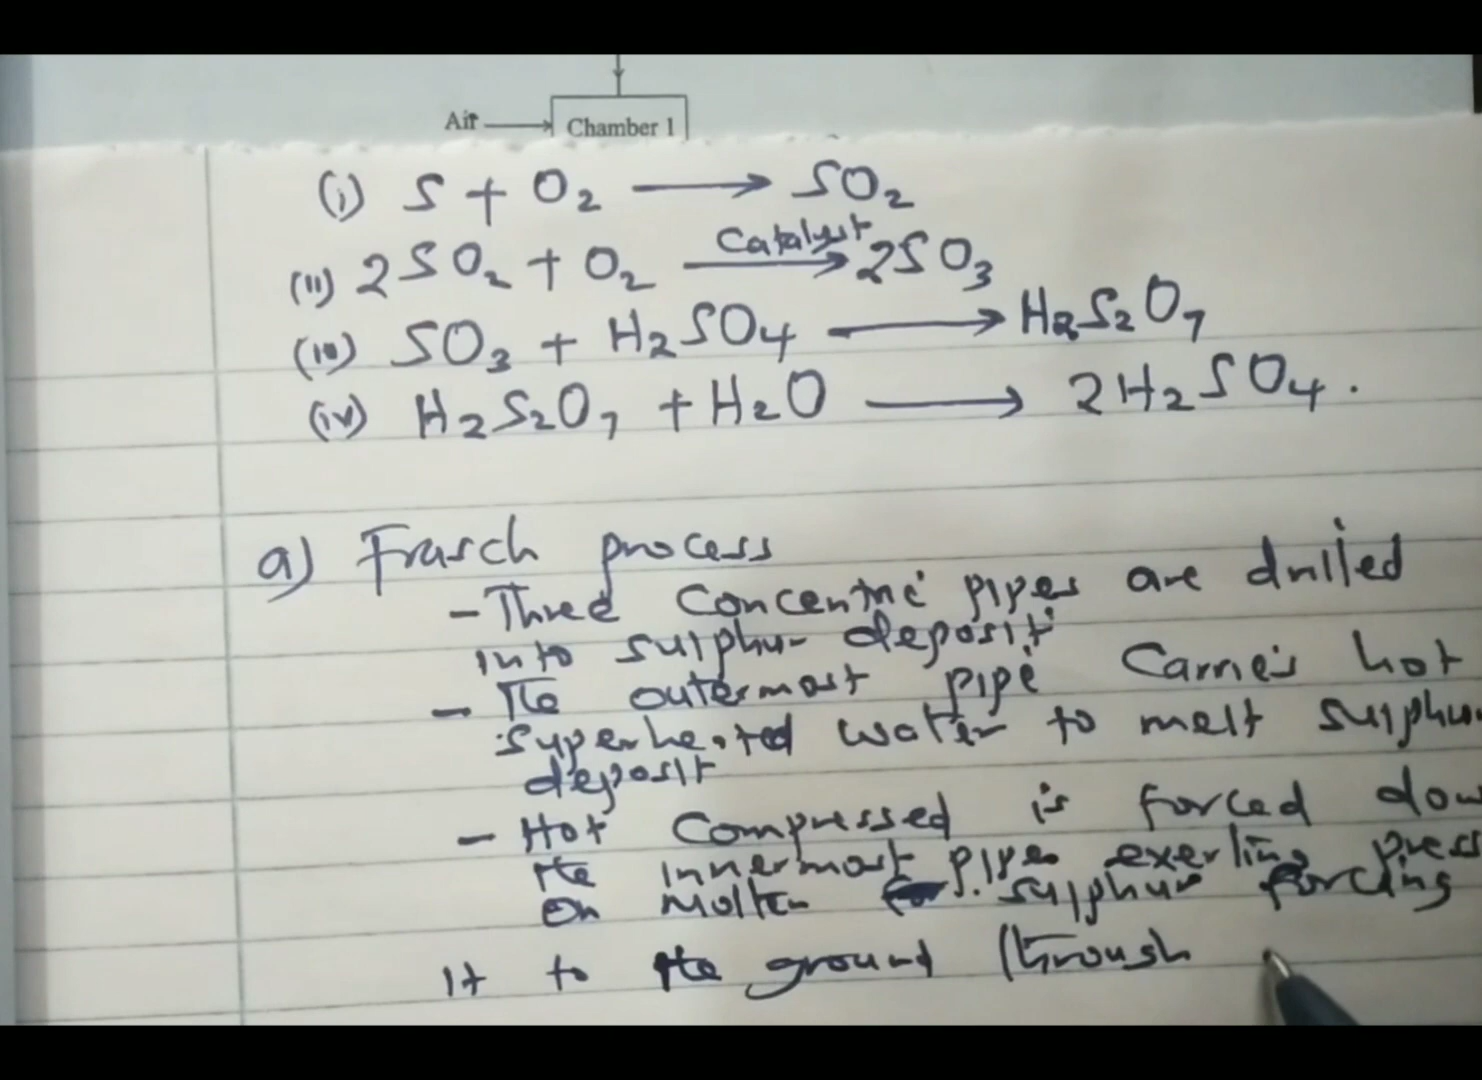 Air
Chamber 1
(i) S + O₂ → SO₂
(ii) 2SO₂ + O₂ →Catalyst 2SO₃
(iii) SO₃ + H₂SO₄ → H₂S₂O₇
(iv) H₂S₂O₇ + H₂O → 2H₂SO₄.
a) Frasch process
- Three Concentric pipes are drilled
into sulphur deposit
- The outermost pipe Carries hot
superheated water to melt sulphur
deposit
- Hot Compressed is forced dow
the innermost pipe exerting press
on molten sulphur forcing
it to the ground through